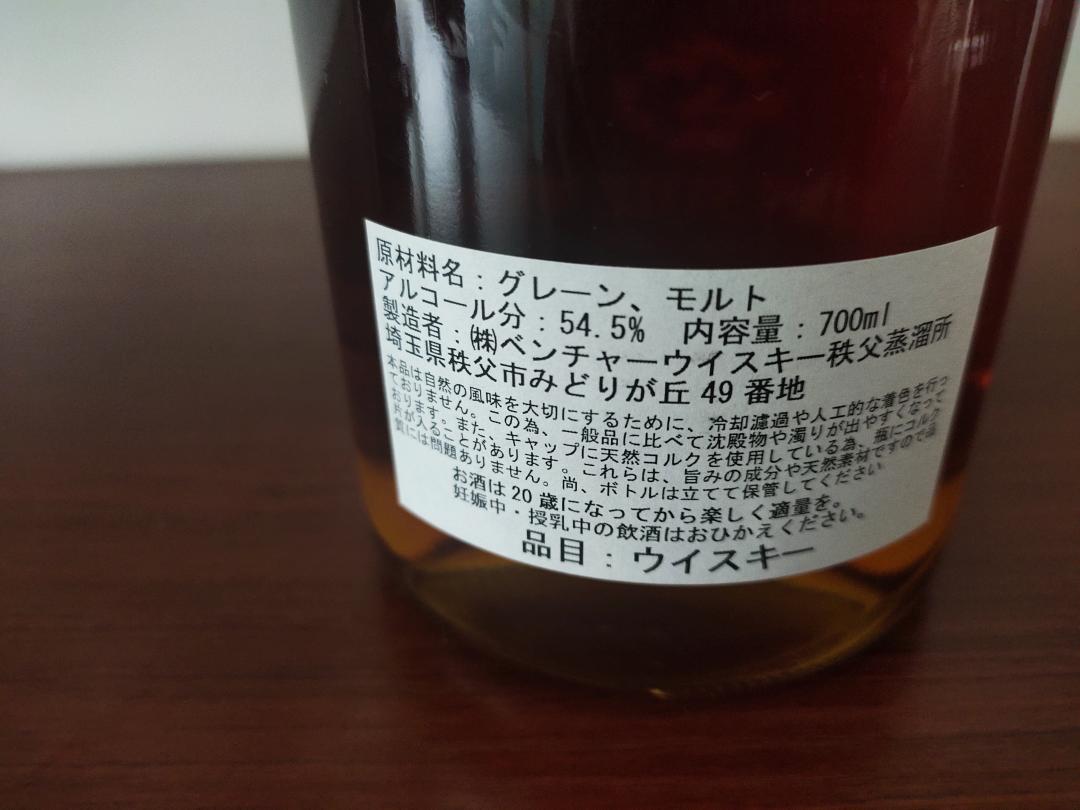 原材料名：グレーン、モルト
アルコール分：54.5%　内容量：700ml
製造者：㈱ベンチャーウイスキー秩父蒸溜所
埼玉県秩父市みどりが丘 49 番地
本品は自然の風味を大切にするために、冷却濾過や人工的な着色を行っ
ておりません。この為、一般品に比べて沈殿物や濁りが出やすくなって
おります。また、キャップに天然コルクを使用している為、瓶にコルク
片が入ることがあります。これらは、旨みの成分や天然素材ですので品
質には問題ありません。尚、ボトルは立てて保管してください
お酒は 20 歳になってから楽しく適量を。
妊娠中・授乳中の飲酒はおひかえください。
品目：ウイスキー